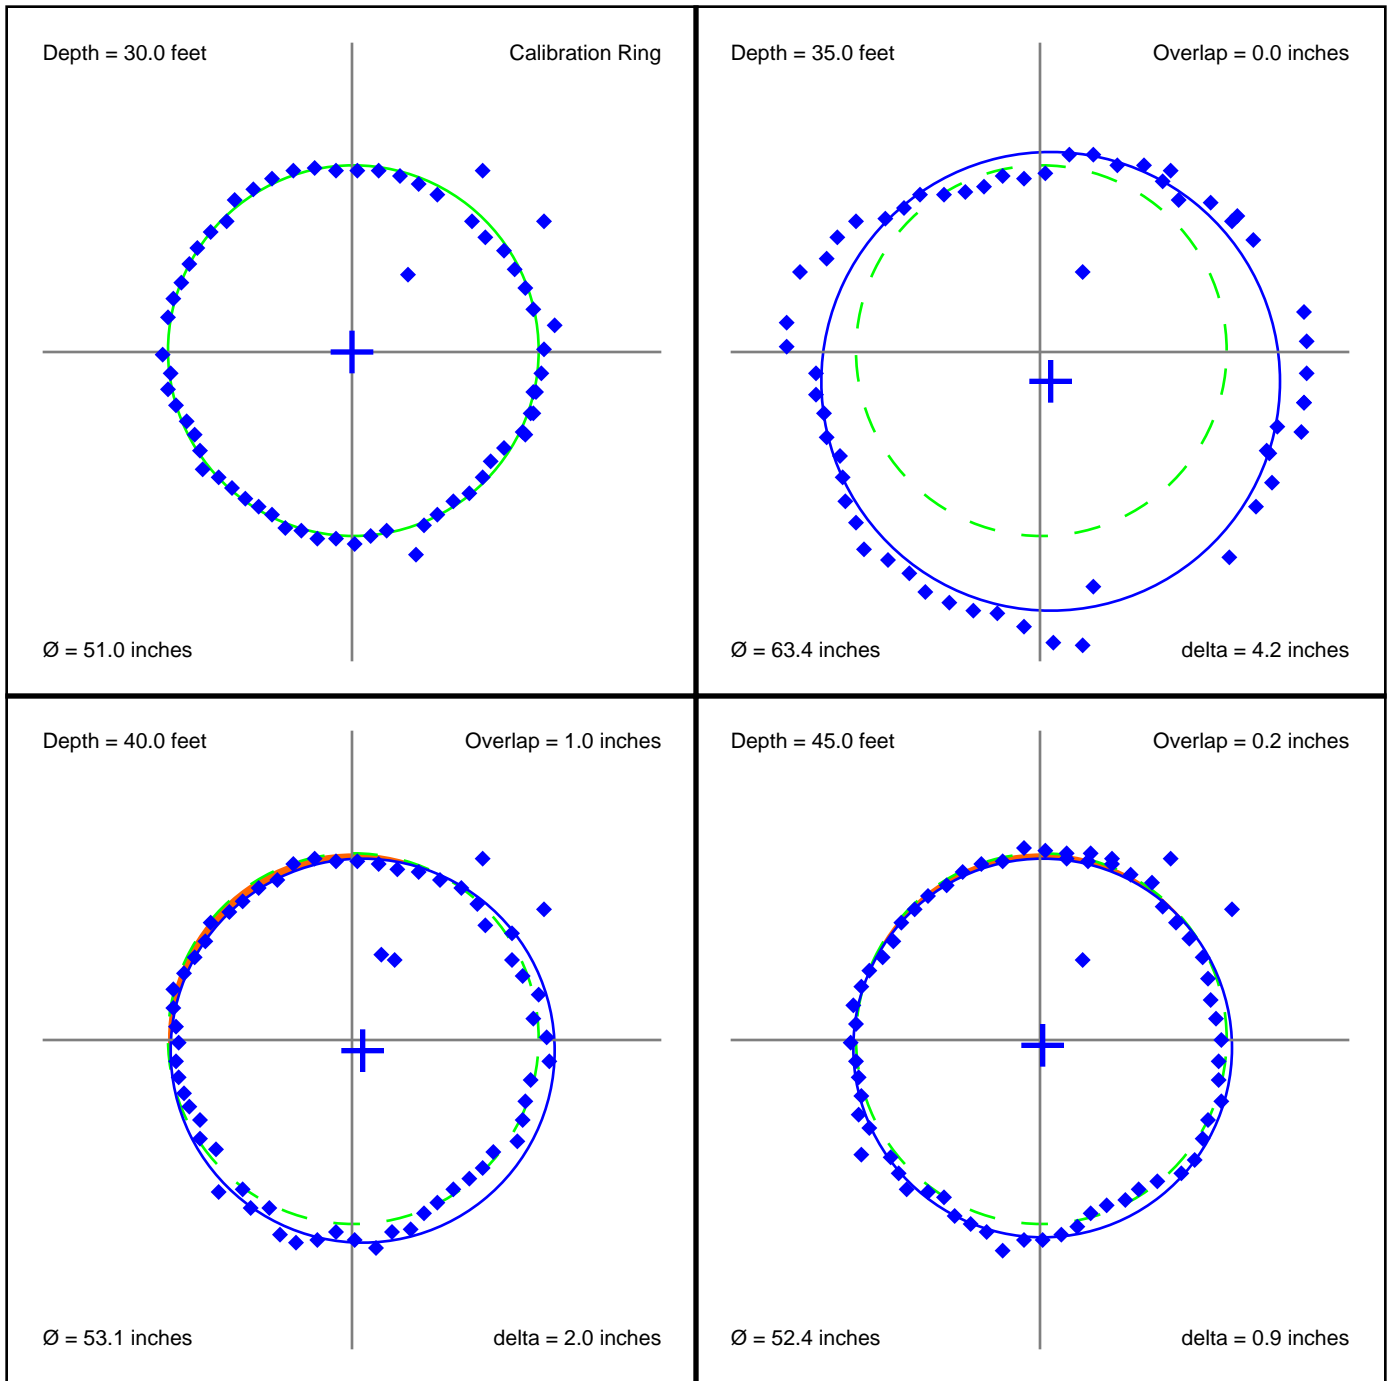 Depth = 30.0 feet
Calibration Ring
Ø = 51.0 inches
Depth = 35.0 feet
Overlap = 0.0 inches
Ø = 63.4 inches
delta = 4.2 inches
Depth = 40.0 feet
Overlap = 1.0 inches
Ø = 53.1 inches
delta = 2.0 inches
Depth = 45.0 feet
Overlap = 0.2 inches
Ø = 52.4 inches
delta = 0.9 inches